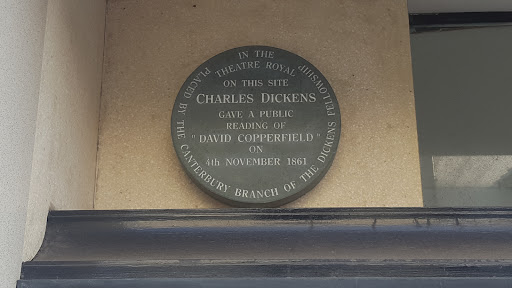 IN THE
THEATRE ROYAL
ON THIS SITE
CHARLES DICKENS
GAVE A PUBLIC
READING OF
"DAVID COPPERFIELD"
ON
4th NOVEMBER 1861
PLACED BY THE CANTERBURY BRANCH OF THE DICKENS FELLOWSHIP